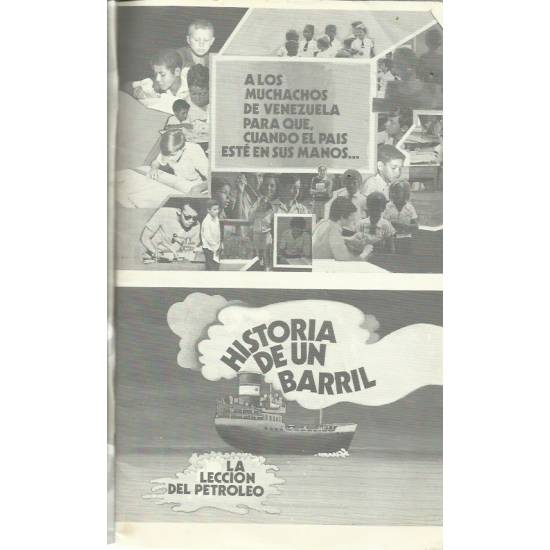 A LOS
MUCHACHOS
DE VENEZUELA
PARA QUE,
CUANDO EL PAIS
ESTÉ EN SUS MANOS...
HISTORIA
DE UN
BARRIL
LA
LECCION
DEL PETROLEO